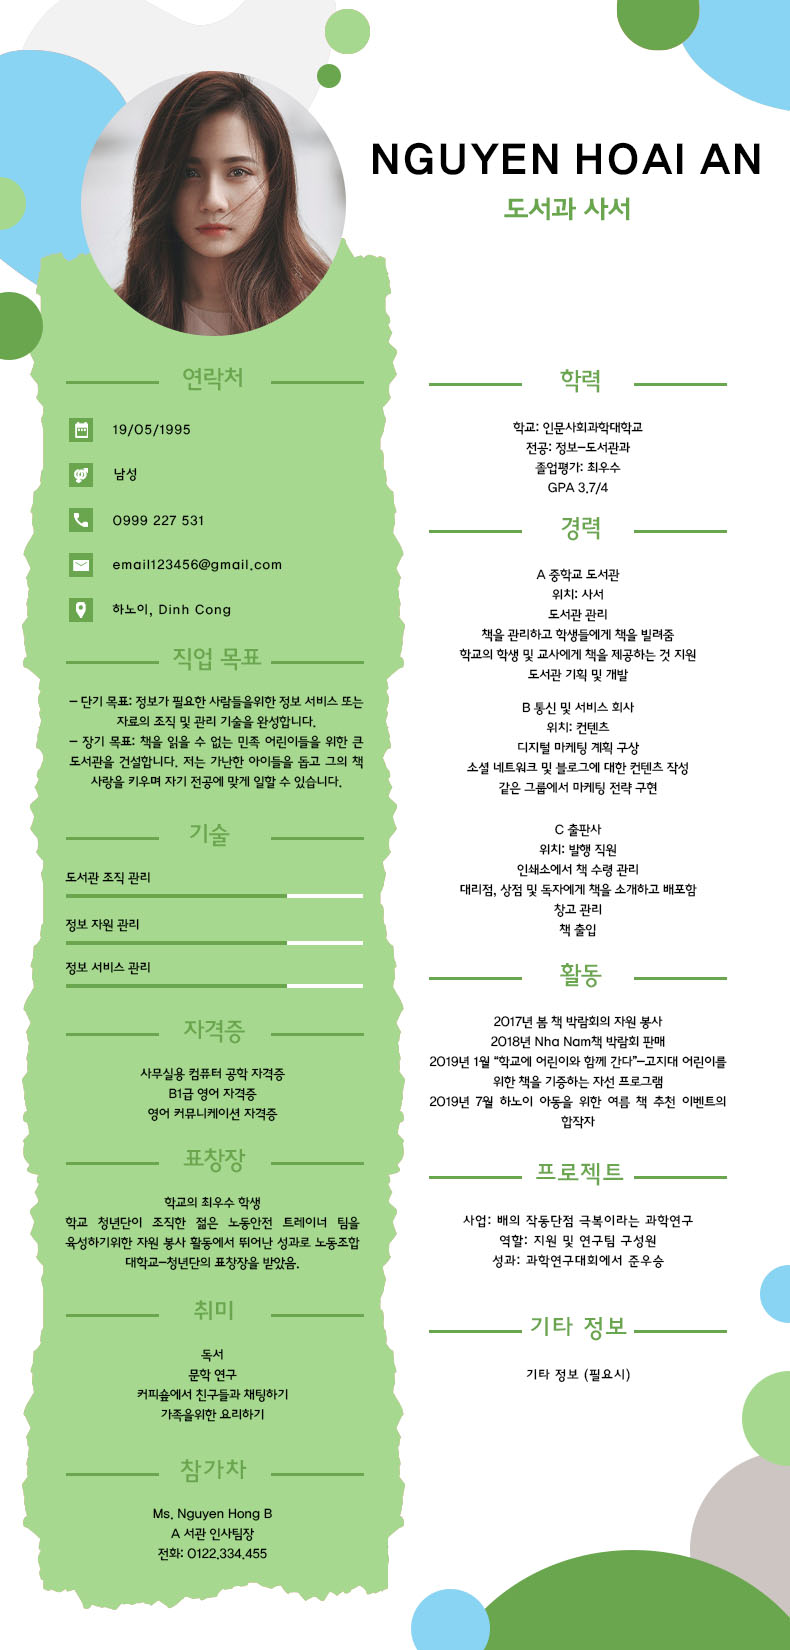 NGUYEN HOAI AN
도서과 사서
연락처
19/05/1995
남성
0999 227 531
email123456@gmail.com
하노이, Dinh Cong
직업 목표
– 단기 목표: 정보가 필요한 사람들을위한 정보 서비스 또는
자료의 조직 및 관리 기술을 완성합니다.
– 장기 목표: 책을 읽을 수 없는 민족 어린이들을 위한 큰
도서관을 건설합니다. 저는 가난한 아이들을 돕고 그의 책
사랑을 키우며 자기 전공에 맞게 일할 수 있습니다.
기술
도서관 조직 관리
정보 자원 관리
정보 서비스 관리
자격증
사무실용 컴퓨터 공학 자격증
B1급 영어 자격증
영어 커뮤니케이션 자격증
표창장
학교의 최우수 학생
학교 청년단이 조직한 젊은 노동안전 트레이너 팀을
육성하기위한 자원 봉사 활동에서 뛰어난 성과로 노동조합
대학교–청년단의 표창장을 받았음.
취미
독서
문학 연구
커피숖에서 친구들과 채팅하기
가족을위한 요리하기
참가차
Ms. Nguyen Hong B
A 서관 인사팀장
전화: 0122.334.455
학력
학교: 인문사회과학대학교
전공: 정보–도서관과
졸업평가: 최우수
GPA 3.7/4
경력
A 중학교 도서관
위치: 사서
도서관 관리
책을 관리하고 학생들에게 책을 빌려줌
학교의 학생 및 교사에게 책을 제공하는 것 지원
도서관 기획 및 개발
B 통신 및 서비스 회사
위치: 컨텐츠
디지털 마케팅 계획 구상
소셜 네트워크 및 블로그에 대한 컨텐츠 작성
같은 그룹에서 마케팅 전략 구현
C 출판사
위치: 발행 직원
인쇄소에서 책 수령 관리
대리점, 상점 및 독자에게 책을 소개하고 배포함
창고 관리
책 출입
활동
2017년 봄 책 박람회의 자원 봉사
2018년 Nha Nam책 박람회 판매
2019년 1월 “학교에 어린이와 함께 간다”–고지대 어린이를
위한 책을 기증하는 자선 프로그램
2019년 7월 하노이 아동을 위한 여름 책 추천 이벤트의
합작자
프로젝트
사업: 배의 작동단점 극복이라는 과학연구
역할: 지원 및 연구팀 구성원
성과: 과학연구대회에서 준우승
기타 정보
기타 정보 (필요시)